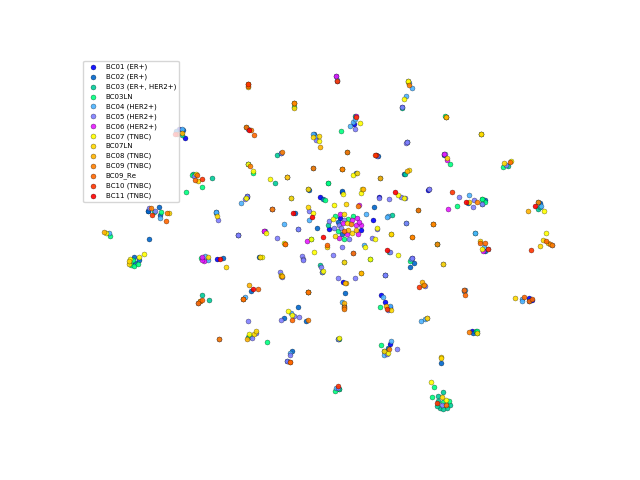 BC01 (ER+)
BC02 (ER+)
BC03 (ER+, HER2+)
BC03LN
BC04 (HER2+)
BC05 (HER2+)
BC06 (HER2+)
BC07 (TNBC)
BC07LN
BC08 (TNBC)
BC09 (TNBC)
BC09_Re
BC10 (TNBC)
BC11 (TNBC)